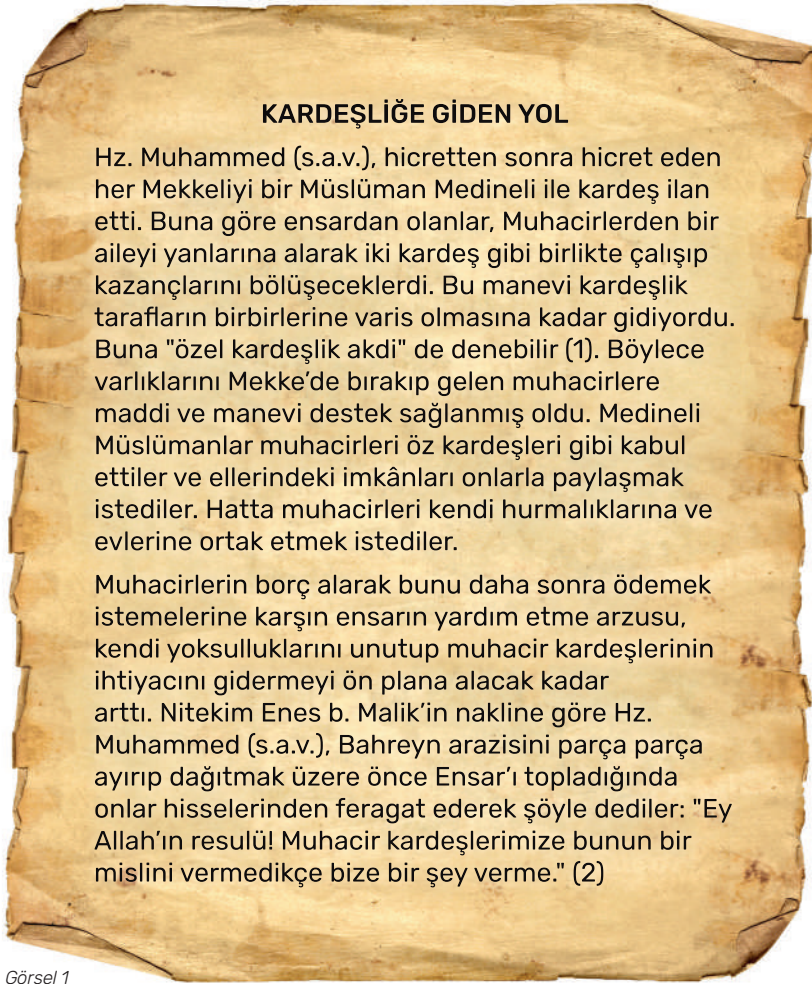 KARDEŞLİĞE GİDEN YOL
Hz. Muhammed (s.a.v.), hicretten sonra hicret eden
her Mekkeliyi bir Müslüman Medineli ile kardeş ilan
etti. Buna göre ensardan olanlar, Muhacirlerden bir
aileyi yanlarına alarak iki kardeş gibi birlikte çalışıp
kazançlarını bölüşeceklerdi. Bu manevi kardeşlik
tarafların birbirlerine varis olmasına kadar gidiyordu.
Buna "özel kardeşlik akdi" de denebilir (1). Böylece
varlıklarını Mekke’de bırakıp gelen muhacirlere
maddi ve manevi destek sağlanmış oldu. Medineli
Müslümanlar muhacirleri öz kardeşleri gibi kabul
ettiler ve ellerindeki imkânları onlarla paylaşmak
istediler. Hatta muhacirleri kendi hurmalıklarına ve
evlerine ortak etmek istediler.
Muhacirlerin borç alarak bunu daha sonra ödemek
istemelerine karşın ensarın yardım etme arzusu,
kendi yoksulluklarını unutup muhacir kardeşlerinin
ihtiyacını gidermeyi ön plana alacak kadar
arttı. Nitekim Enes b. Malik’in nakline göre Hz.
Muhammed (s.a.v.), Bahreyn arazisini parça parça
ayırıp dağıtmak üzere önce Ensar’ı topladığında
onlar hisselerinden feragat ederek şöyle dediler: "Ey
Allah’ın resulü! Muhacir kardeşlerimize bunun bir
mislini vermedikçe bize bir şey verme." (2)
Görsel 1